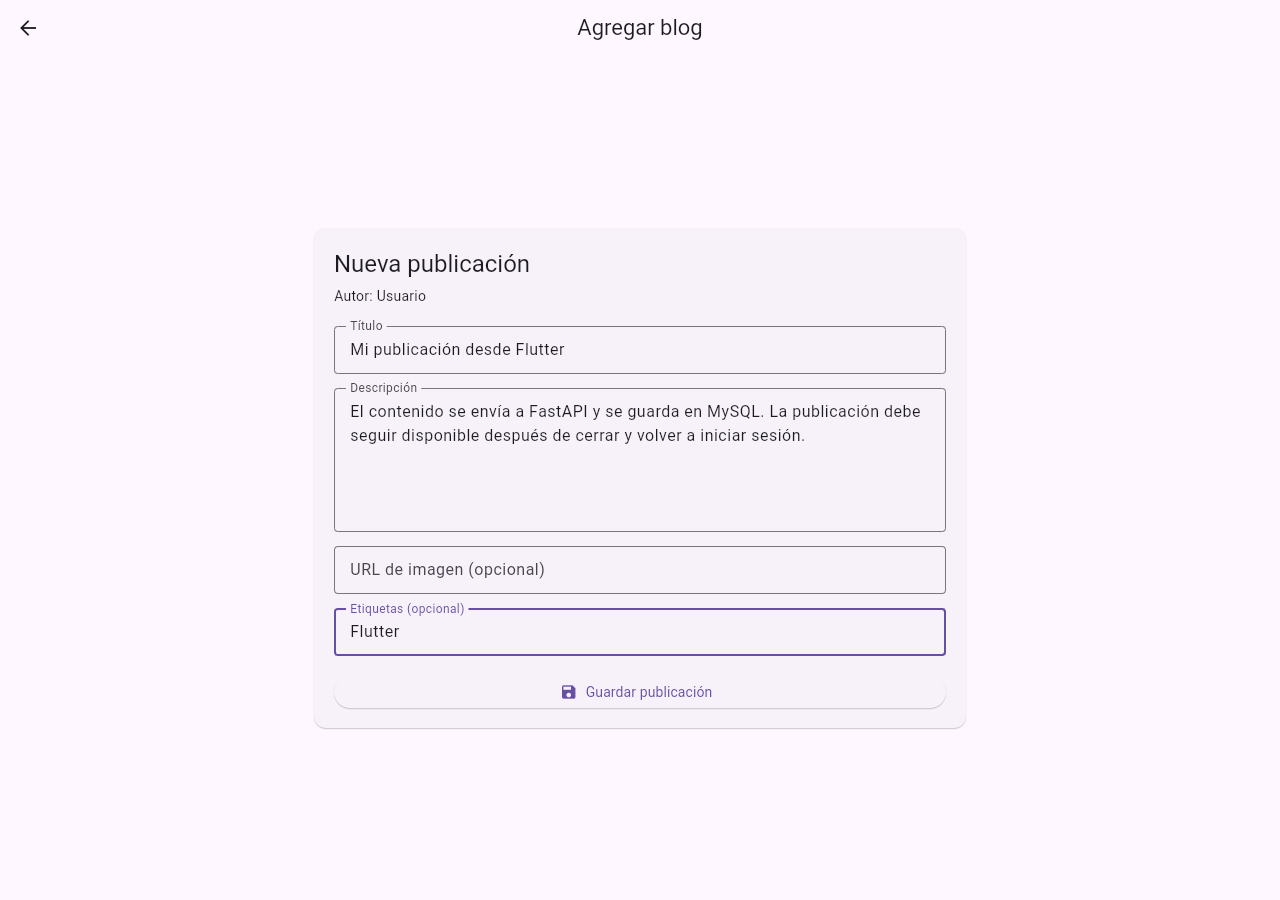 Agregar blog
Nueva publicación
Autor: Usuario
Título
Mi publicación desde Flutter
Descripción
El contenido se envía a FastAPI y se guarda en MySQL. La publicación debe
seguir disponible después de cerrar y volver a iniciar sesión.
URL de imagen (opcional)
Etiquetas (opcional)
Flutter
Guardar publicación